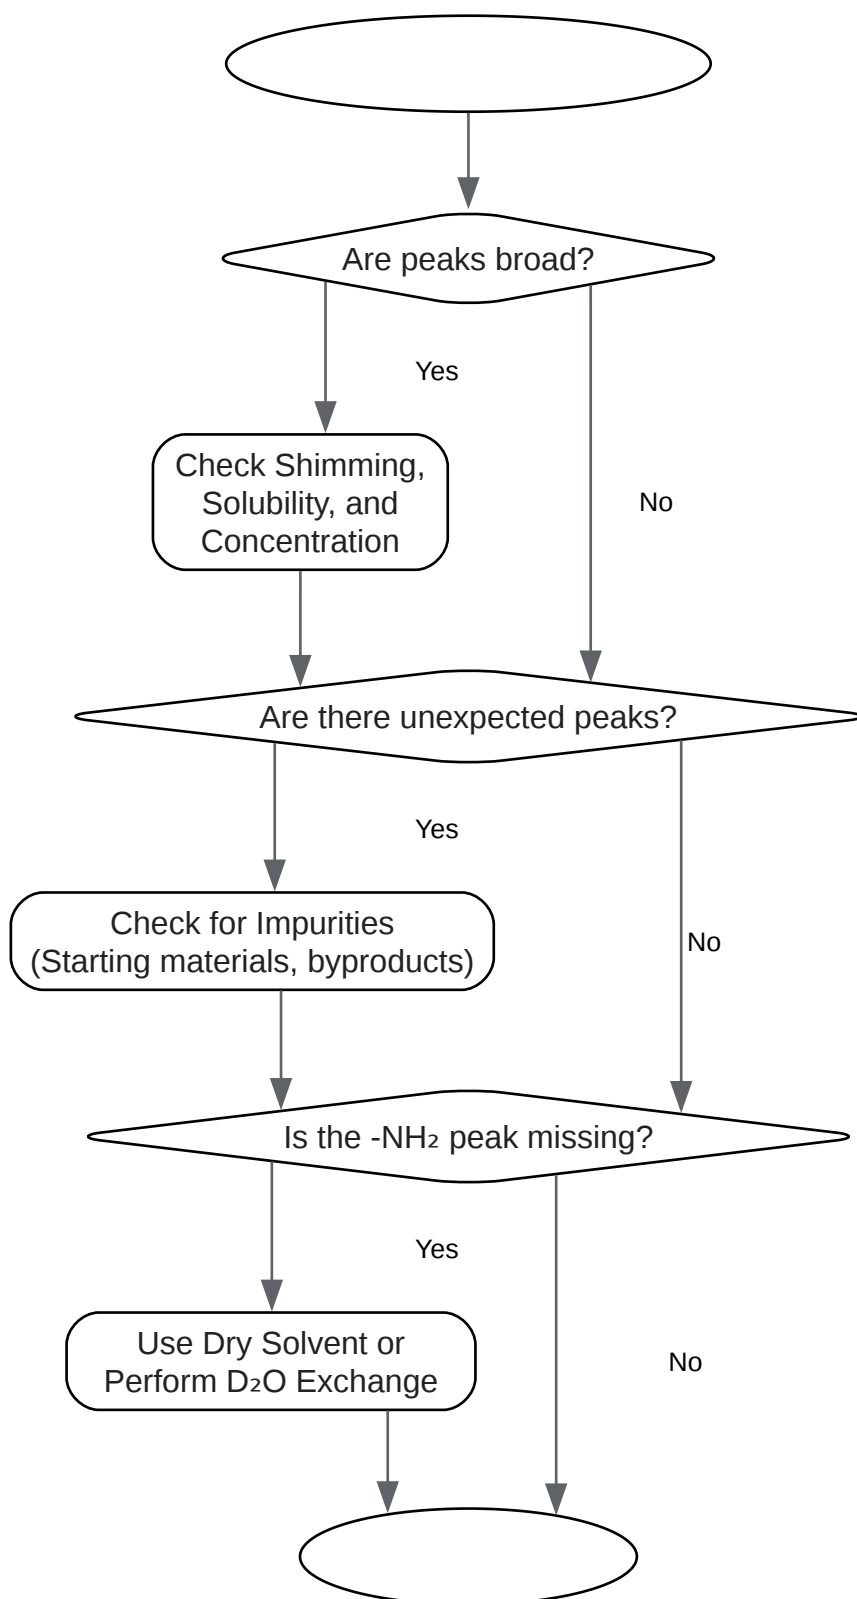 Are peaks broad?
Yes
Check Shimming,
Solubility, and
Concentration
No
Are there unexpected peaks?
Yes
Check for Impurities
(Starting materials, byproducts)
No
Is the -NH₂ peak missing?
Yes
Use Dry Solvent or
Perform D₂O Exchange
No